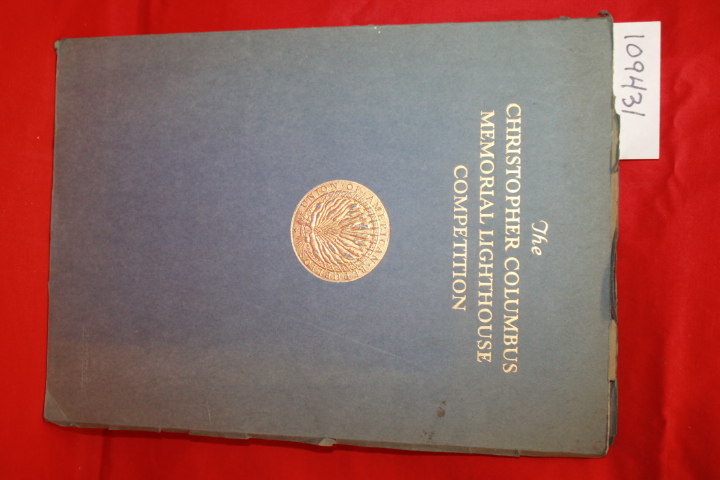 The
CHRISTOPHER COLUMBUS
MEMORIAL LIGHTHOUSE
COMPETITION
UNION OF AMERICAN REPUBLICS
109431